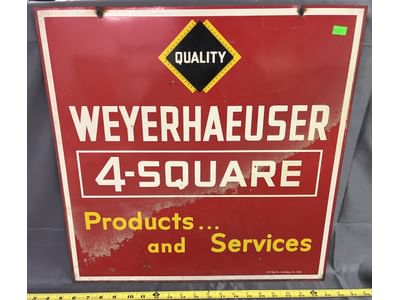 QUALITY
WEYERHAEUSER
4-SQUARE
Products...
and Services